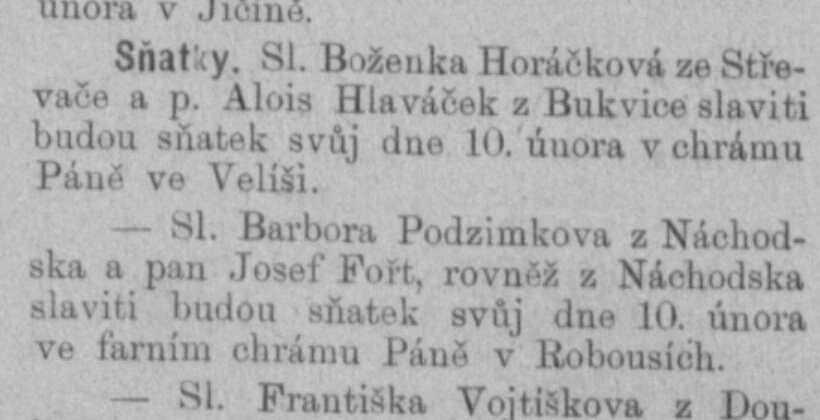 února v Jičíně.
Sňatky. Sl. Boženka Horáčková ze Stře-
vače a p. Alois Hlaváček z Bukvice slaviti
budou sňatek svůj dne 10. února v chrámu
Páně ve Velíši.
— Sl. Barbora Podzimkova z Náchod-
ska a pan Josef Fořt, rovněž z Náchodska
slaviti budou sňatek svůj dne 10. února
ve farním chrámu Páně v Robousích.
— Sl. Františka Vojtíškova z Dou-